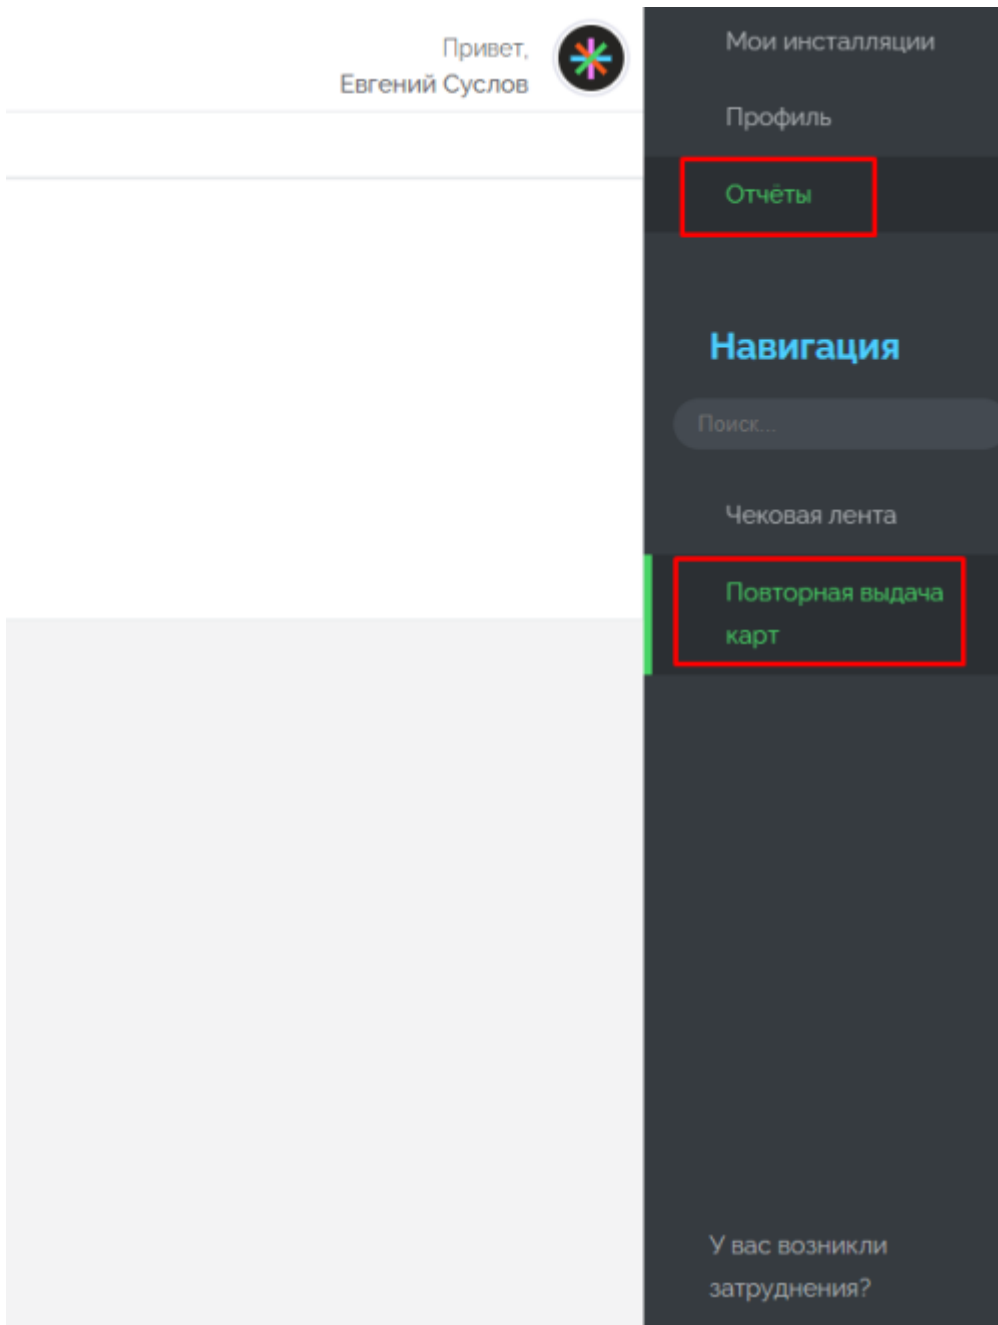 Привет,
Евгений Суслов
Мои инсталляции
Профиль
Отчёты
Навигация
Поиск...
Чековая лента
Повторная выдача
карт
У вас возникли
затруднения?